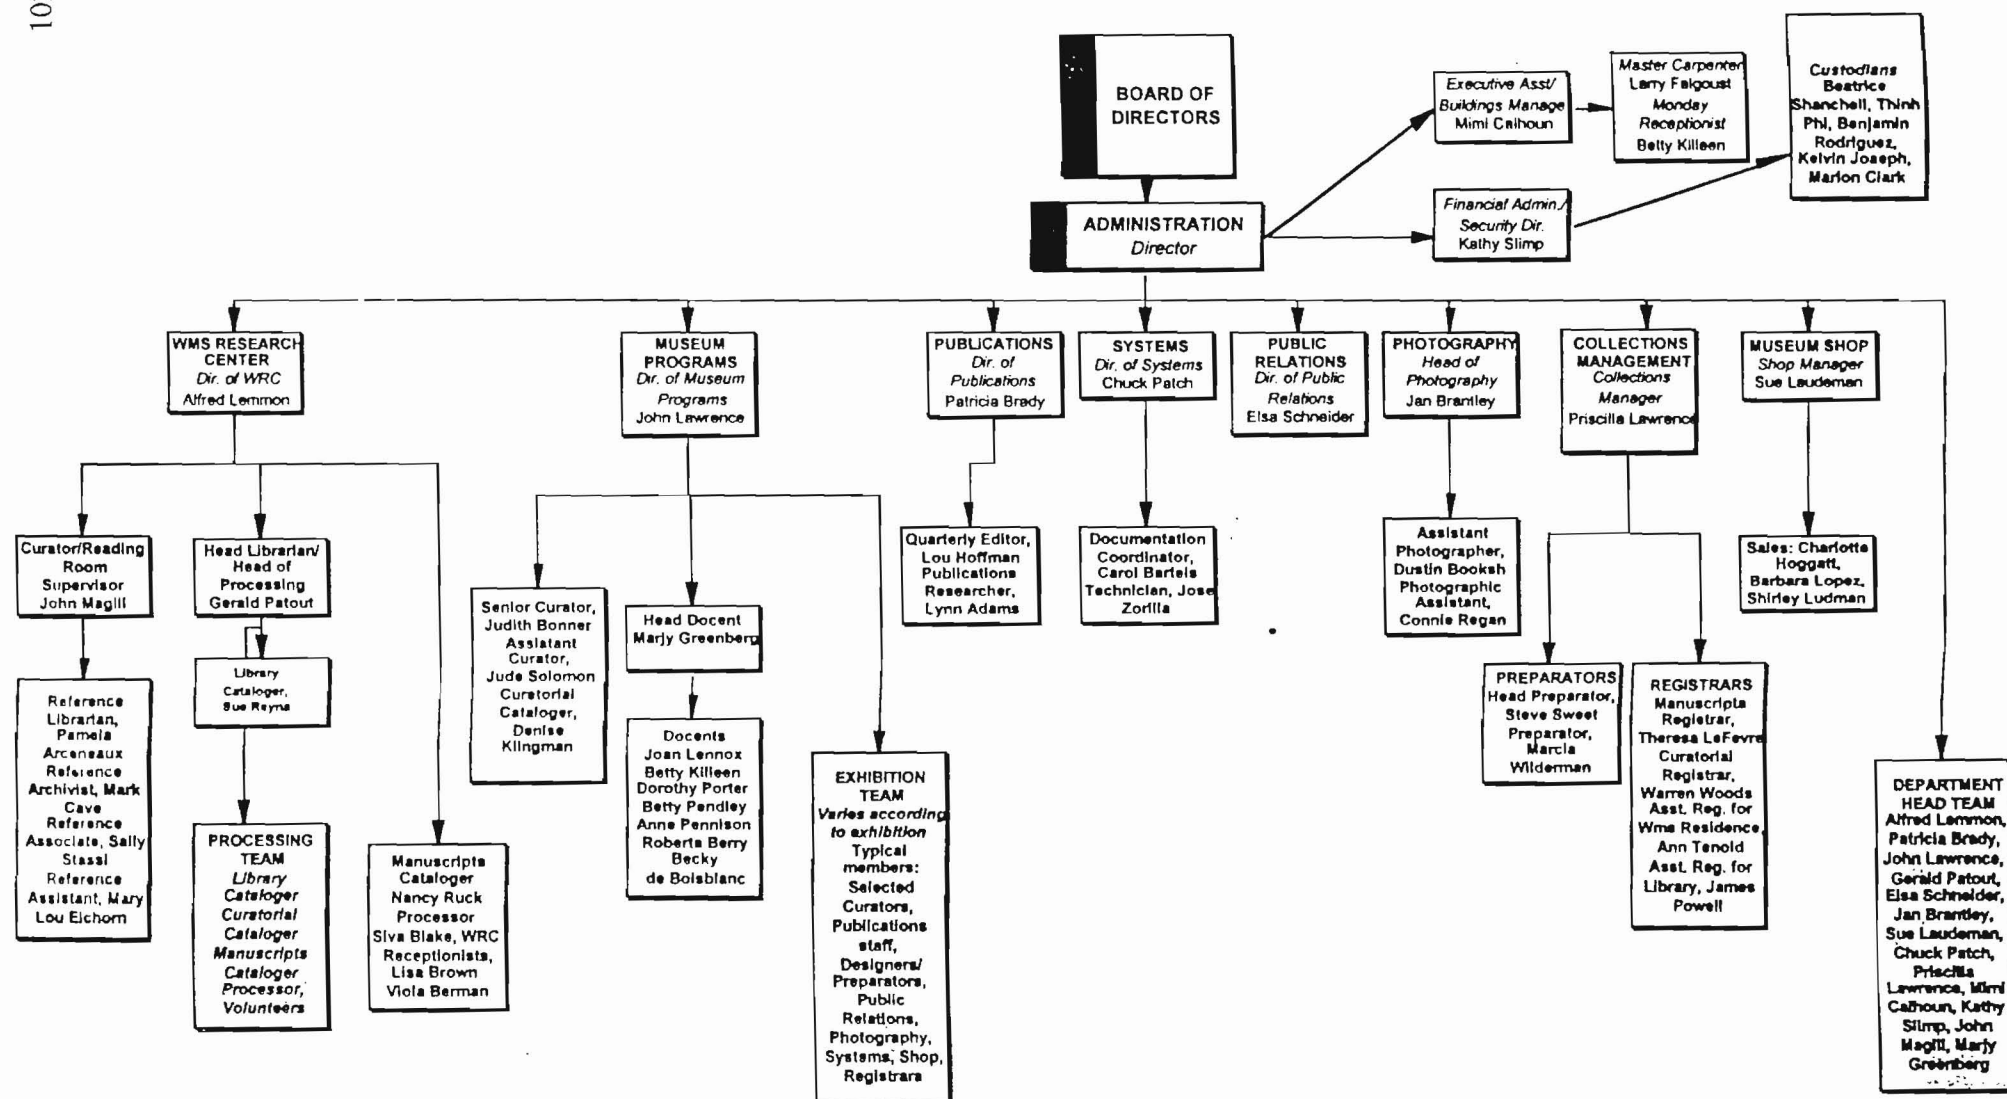 10
BOARD OF
DIRECTORS
ADMINISTRATION
Director
Executive Asst/
Buildings Manage
Mimi Calhoun
Master Carpenter
Larry Falgoust
Monday
Receptionist
Betty Killeen
Custodians
Beatrice
Shanchell, Thinh
Phi, Benjamin
Rodriguez,
Kelvin Joseph,
Marion Clark
Financial Admin./
Security Dir.
Kathy Slimp
WMS RESEARCH
CENTER
Dir. of WRC
Alfred Lemmon
MUSEUM
PROGRAMS
Dir. of Museum
Programs
John Lawrence
PUBLICATIONS
Dir. of
Publications
Patricia Brady
SYSTEMS
Dir. of Systems
Chuck Patch
PUBLIC
RELATIONS
Dir. of Public
Relations
Elsa Schneider
PHOTOGRAPHY
Head of
Photography
Jan Brantley
COLLECTIONS
MANAGEMENT
Collections
Manager
Priscilla Lawrence
MUSEUM SHOP
Shop Manager
Sue Laudeman
Curator/Reading
Room
Supervisor
John Magill
Head Librarian/
Head of
Processing
Gerald Patout
Library
Cataloger,
Sue Reyna
Reference
Librarian,
Pamela
Arceneaux
Reference
Archivist, Mark
Cave
Reference
Associate, Sally
Stassi
Reference
Assistant, Mary
Lou Eichorn
PROCESSING
TEAM
Library
Cataloger
Curatorial
Cataloger
Manuscripts
Cataloger
Processor,
Volunteers
Manuscripts
Cataloger
Nancy Ruck
Processor
Siva Blake, WRC
Receptionists,
Lisa Brown
Viola Berman
Senior Curator,
Judith Bonner
Assistant
Curator,
Jude Solomon
Curatorial
Cataloger,
Denise
Klingman
Head Docent
Marjy Greenberg
Docents
Joan Lennox
Betty Killeen
Dorothy Porter
Betty Pendley
Anne Pennison
Roberta Berry
Becky
de Boisblanc
EXHIBITION
TEAM
Varies according
to exhibition
Typical
members:
Selected
Curators,
Publications
staff,
Designers/
Preparators,
Public
Relations,
Photography,
Systems, Shop,
Registrars
Quarterly Editor,
Lou Hoffman
Publications
Researcher,
Lynn Adams
Documentation
Coordinator,
Carol Bartels
Technician, Jose
Zorilla
Assistant
Photographer,
Dustin Booksh
Photographic
Assistant,
Connie Regan
PREPARATORS
Head Preparator,
Steve Sweet
Preparator,
Marcia
Wilderman
REGISTRARS
Manuscripts
Registrar,
Theresa LeFevre
Curatorial
Registrar,
Warren Woods
Asst. Reg. for
Wms Residence,
Ann Tenold
Asst. Reg. for
Library, James
Powell
Sales: Charlotte
Hoggatt,
Barbara Lopez,
Shirley Ludman
DEPARTMENT
HEAD TEAM
Alfred Lemmon,
Patricia Brady,
John Lawrence,
Gerald Patout,
Elsa Schneider,
Jan Brantley,
Sue Laudeman,
Chuck Patch,
Priscilla
Lawrence, Mimi
Calhoun, Kathy
Slimp, John
Magill, Marjy
Greenberg